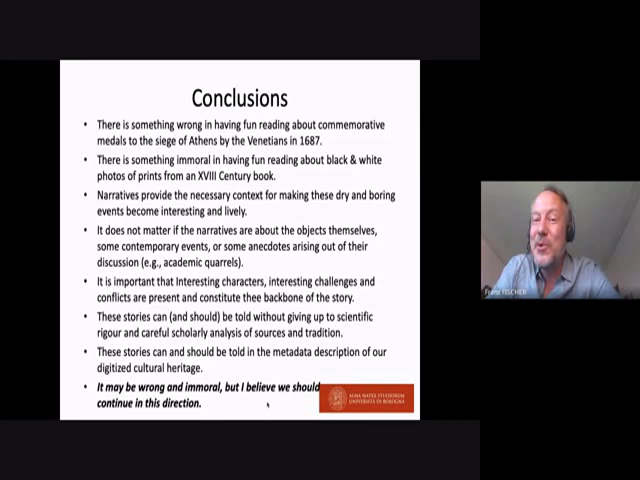 Conclusions
• There is something wrong in having fun reading about commemorative
medals to the siege of Athens by the Venetians in 1687.
• There is something immoral in having fun reading about black & white
photos of prints from an XVIII Century book.
• Narratives provide the necessary context for making these dry and boring
events become interesting and lively.
• It does not matter if the narratives are about the objects themselves,
some contemporary events, or some anecdotes arising out of their
discussion (e.g., academic quarrels).
• It is important that Interesting characters, interesting challenges and
conflicts are present and constitute thee backbone of the story.
• These stories can (and should) be told without giving up to scientific
rigour and careful scholarly analysis of sources and tradition.
• These stories can and should be told in the metadata description of our
digitized cultural heritage.
• It may be wrong and immoral, but I believe we should
continue in this direction.
ALMA MATER STUDIORUM
UNIVERSITÀ DI BOLOGNA
Franz FISCHER